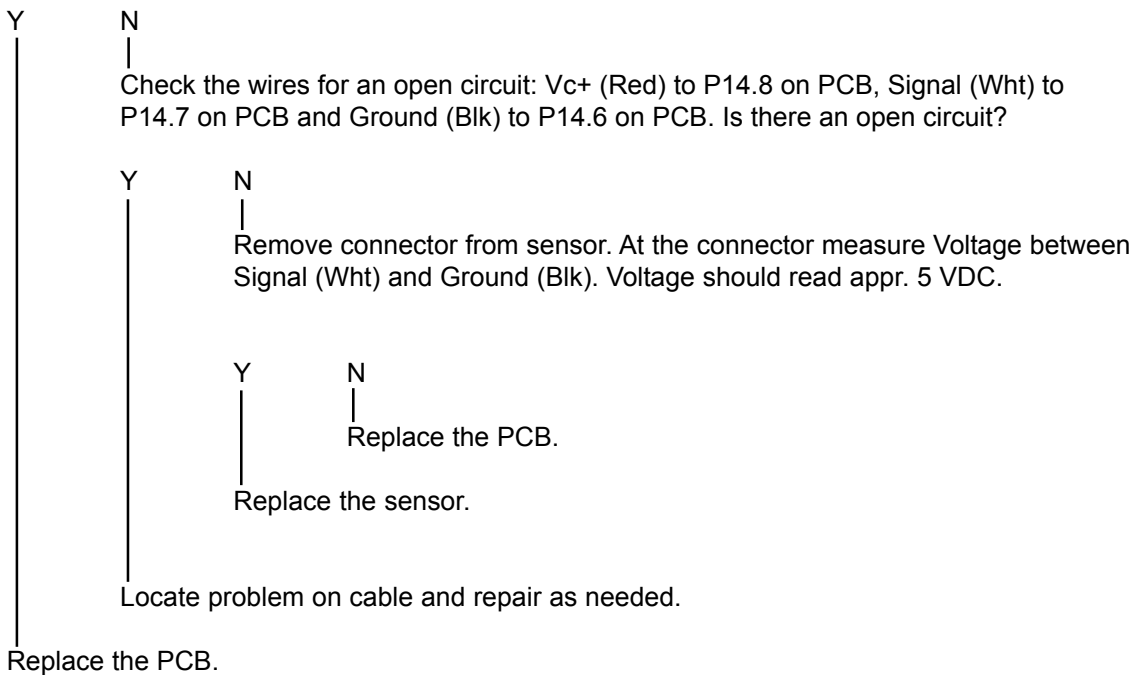 Y N
Check the wires for an open circuit: Vc+ (Red) to P14.8 on PCB, Signal (Wht) to
P14.7 on PCB and Ground (Blk) to P14.6 on PCB. Is there an open circuit?
Y N
Remove connector from sensor. At the connector measure Voltage between
Signal (Wht) and Ground (Blk). Voltage should read appr. 5 VDC.
Y N
Replace the PCB.
Replace the sensor.
Locate problem on cable and repair as needed.
Replace the PCB.